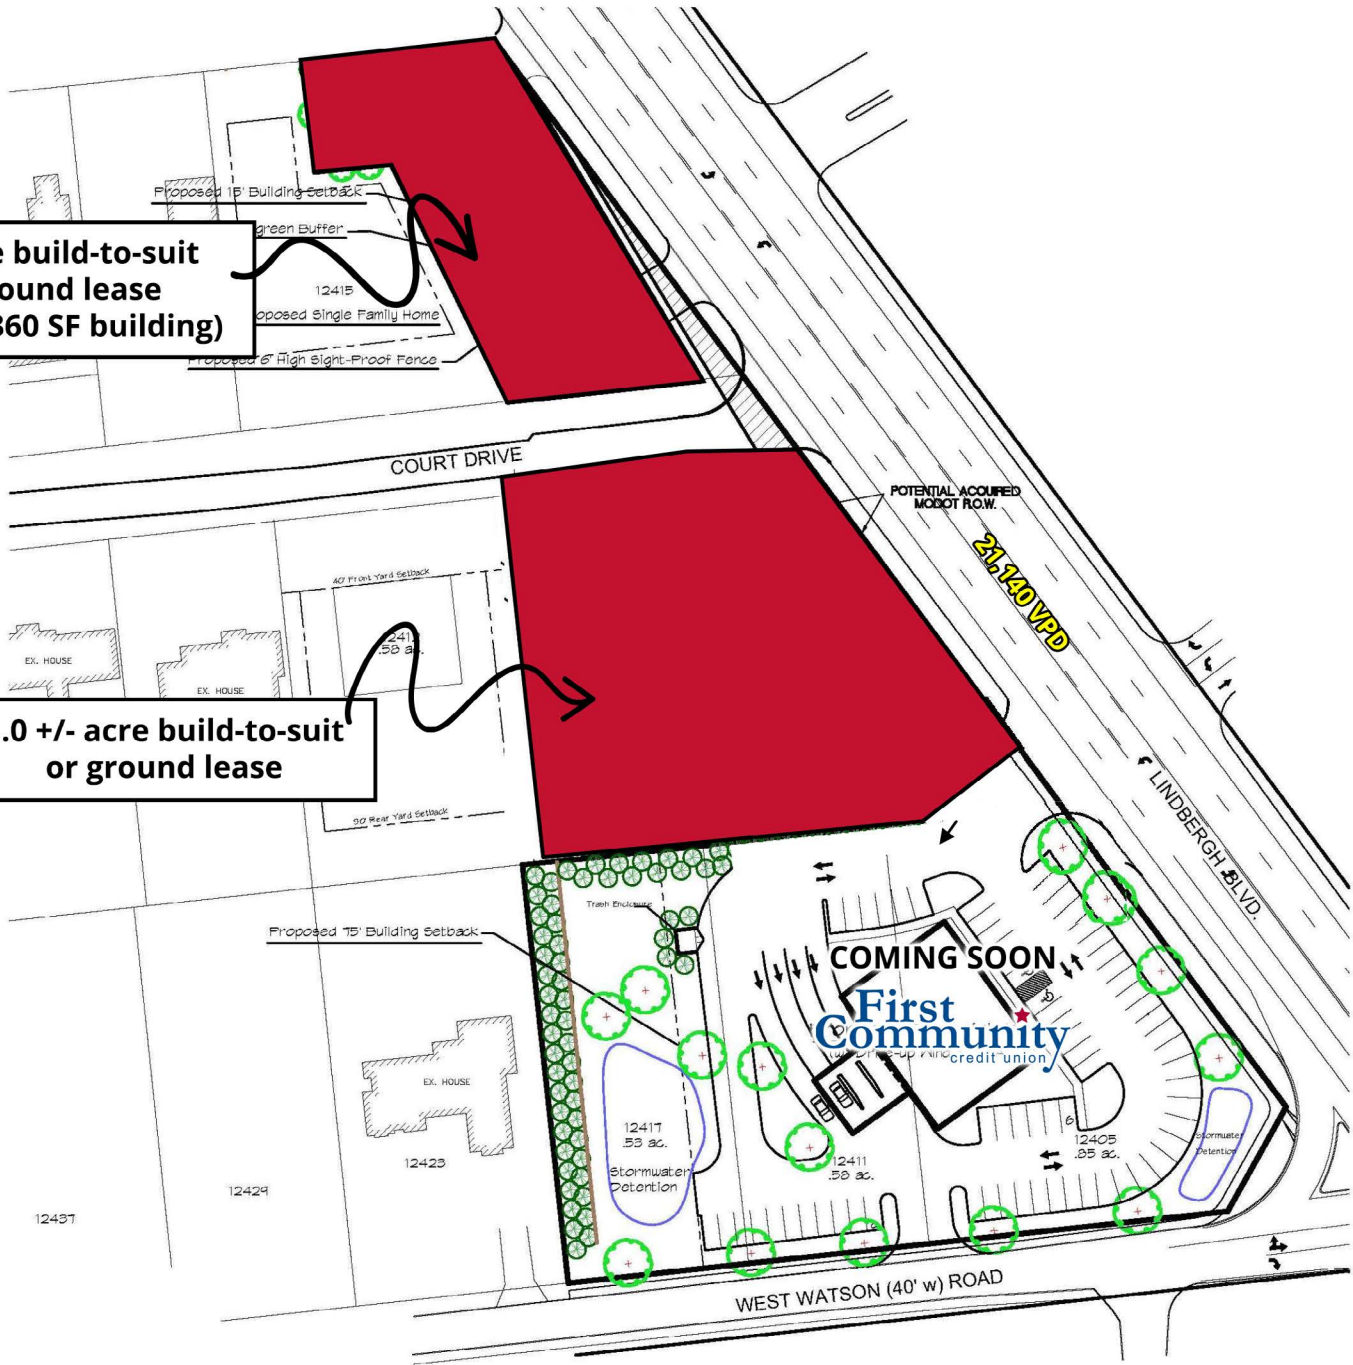 Proposed 15' Building Setback
green Buffer
e build-to-suit
ound lease
360 SF building)
12415
oposed Single Family Home
Proposed 6' High Sight-Proof Fence
COURT DRIVE
POTENTIAL ACQUIRED
MODOT R.O.W.
21,140 VPD
40' Front Yard Setback
.58 ac.
EX. HOUSE
EX. HOUSE
.0 +/- acre build-to-suit
or ground lease
90' Rear Yard Setback
LINDBERGH BLVD.
Trash Enclosure
Proposed 75' Building Setback
COMING SOON
First
Community
credit union
EX. HOUSE
12423
12429
12437
12417
.53 ac.
Stormwater
Detention
12411
.58 ac.
6
12405
.95 ac.
Stormwater
Detention
WEST WATSON (40' w) ROAD